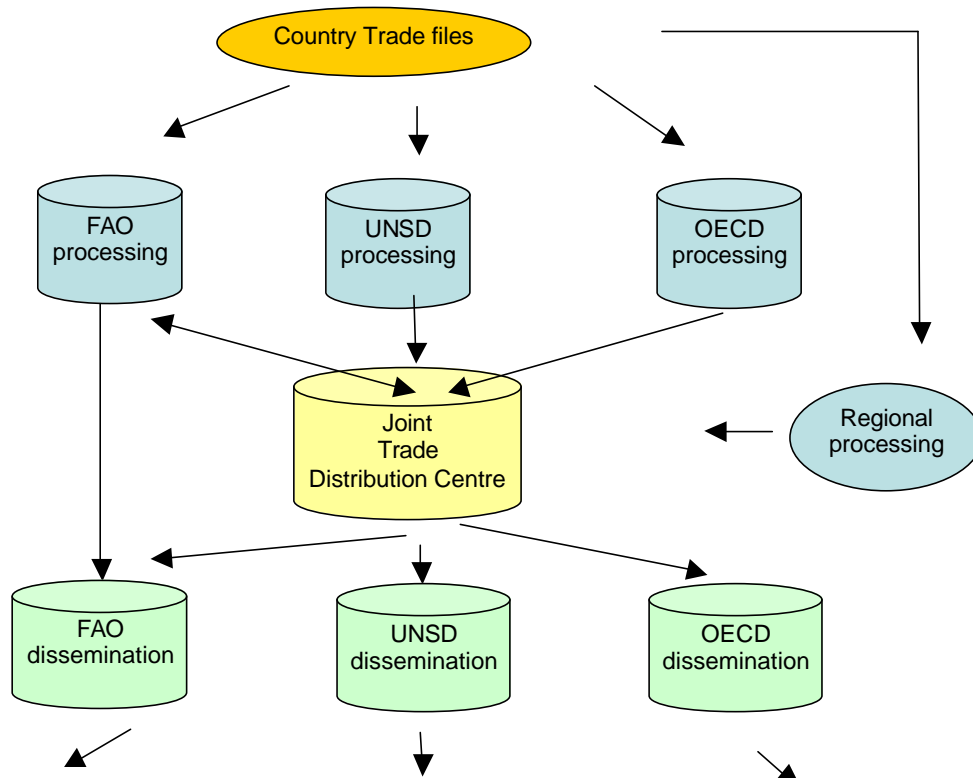 Country Trade files
FAO
processing
UNSD
processing
OECD
processing
Joint
Trade
Distribution Centre
Regional
processing
FAO
dissemination
UNSD
dissemination
OECD
dissemination